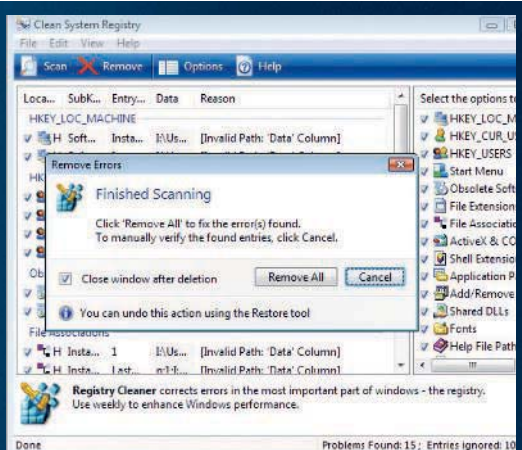 Clean System Registry
File Edit View Help
Scan Remove Options Help
Loca... SubK... Entry... Data Reason
Select the options to
HKEY_LOC_MACHINE
H Soft... Insta... I:\Us... [Invalid Path: 'Data' Column]
HKEY_LOC_M
HKEY_CUR_US
HKEY_USERS
Start Menu
Obsolete Soft
File Extension
File Associatio
ActiveX & CO
Shell Extensio
Application P
Add/Remove
Shared DLLs
Fonts
Help File Path
Remove Errors
Finished Scanning
Click 'Remove All' to fix the error(s) found.
To manually verify the found entries, click Cancel.
Close window after deletion
Remove All
Cancel
You can undo this action using the Restore tool
HK
Ob
File Associations
H Insta... 1 I:\Us... [Invalid Path: 'Data' Column]
H Insta... Last... [Invalid Path: 'Data' Column]
Registry Cleaner corrects errors in the most important part of windows - the registry.
Use weekly to enhance Windows performance.
Done
Problems Found: 15 ; Entries ignored: 10